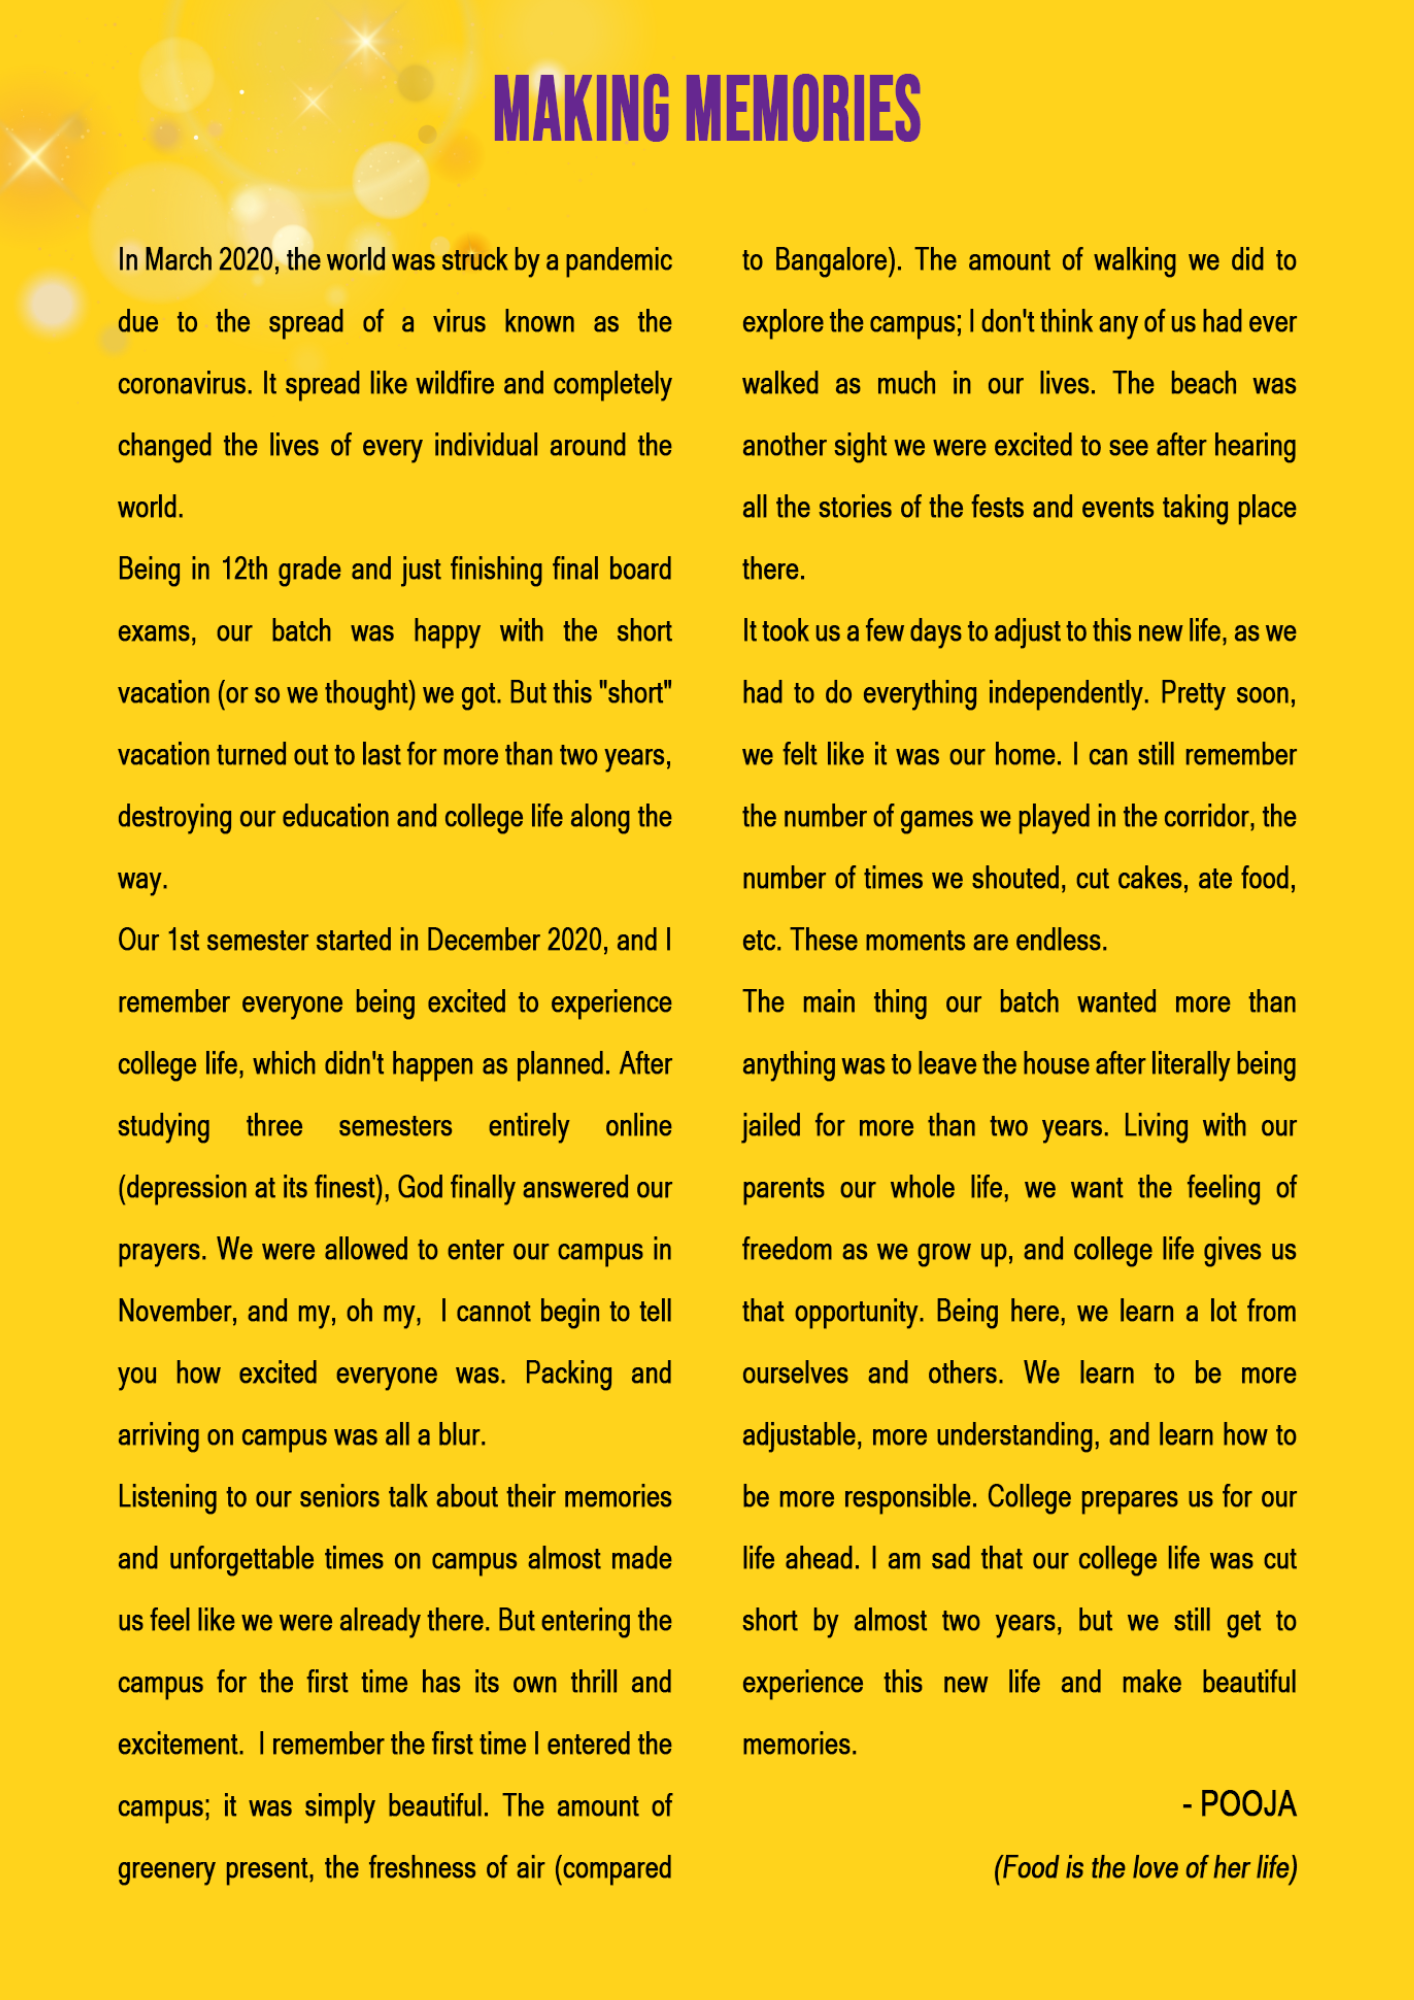 MAKING MEMORIES
In March 2020, the world was struck by a pandemic
due to the spread of a virus known as the
coronavirus. It spread like wildfire and completely
changed the lives of every individual around the
world.
Being in 12th grade and just finishing final board
exams, our batch was happy with the short
vacation (or so we thought) we got. But this "short"
vacation turned out to last for more than two years,
destroying our education and college life along the
way.
Our 1st semester started in December 2020, and I
remember everyone being excited to experience
college life, which didn't happen as planned. After
studying three semesters entirely online
(depression at its finest), God finally answered our
prayers. We were allowed to enter our campus in
November, and my, oh my,  I cannot begin to tell
you how excited everyone was. Packing and
arriving on campus was all a blur.
Listening to our seniors talk about their memories
and unforgettable times on campus almost made
us feel like we were already there. But entering the
campus for the first time has its own thrill and
excitement.  I remember the first time I entered the
campus; it was simply beautiful. The amount of
greenery present, the freshness of air (compared
to Bangalore). The amount of walking we did to
explore the campus; I don't think any of us had ever
walked as much in our lives. The beach was
another sight we were excited to see after hearing
all the stories of the fests and events taking place
there.
It took us a few days to adjust to this new life, as we
had to do everything independently. Pretty soon,
we felt like it was our home. I can still remember
the number of games we played in the corridor, the
number of times we shouted, cut cakes, ate food,
etc. These moments are endless.
The main thing our batch wanted more than
anything was to leave the house after literally being
jailed for more than two years. Living with our
parents our whole life, we want the feeling of
freedom as we grow up, and college life gives us
that opportunity. Being here, we learn a lot from
ourselves and others. We learn to be more
adjustable, more understanding, and learn how to
be more responsible. College prepares us for our
life ahead. I am sad that our college life was cut
short by almost two years, but we still get to
experience this new life and make beautiful
memories.
- POOJA
(Food is the love of her life)